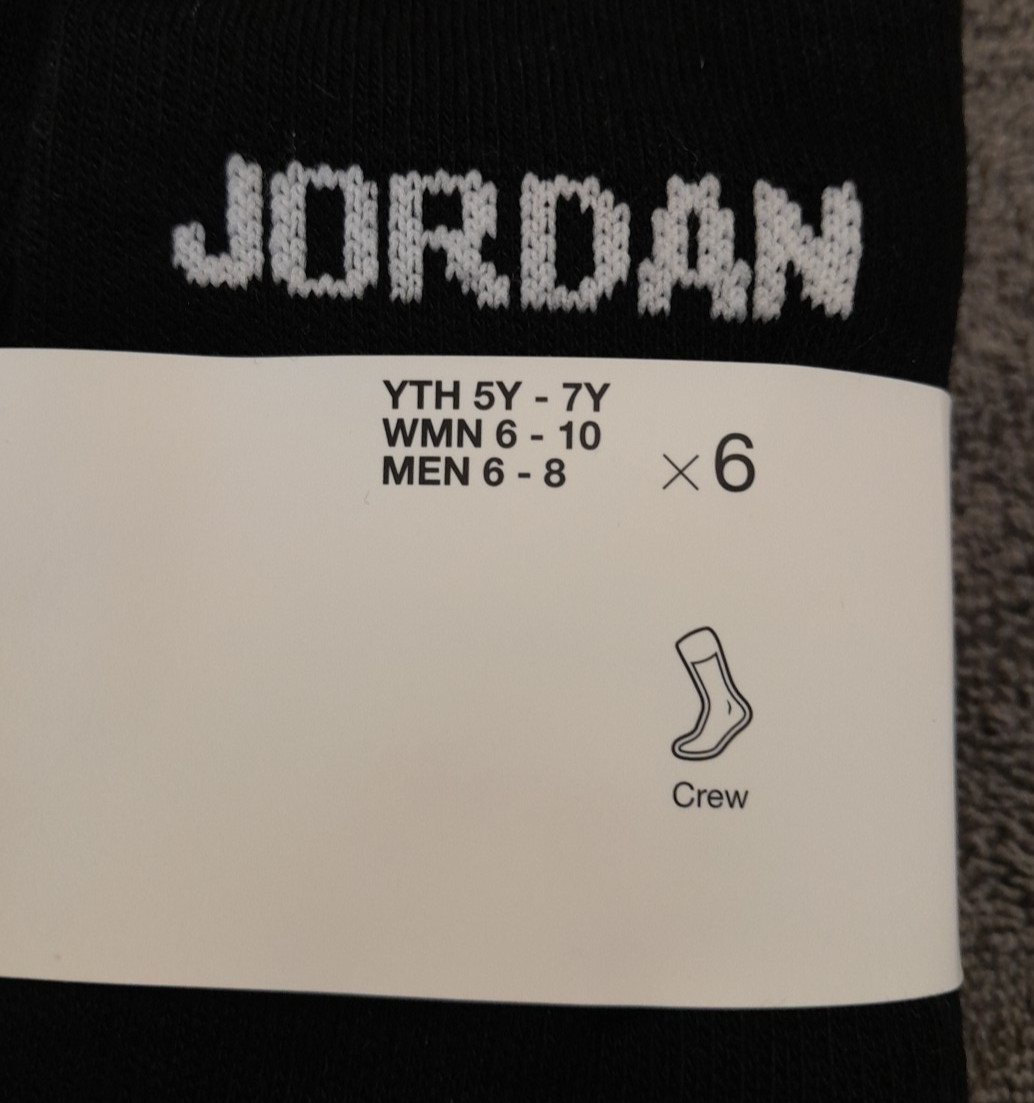 JORDAN
YTH 5Y - 7Y
WMN 6 - 10
MEN 6 - 8
×6
Crew